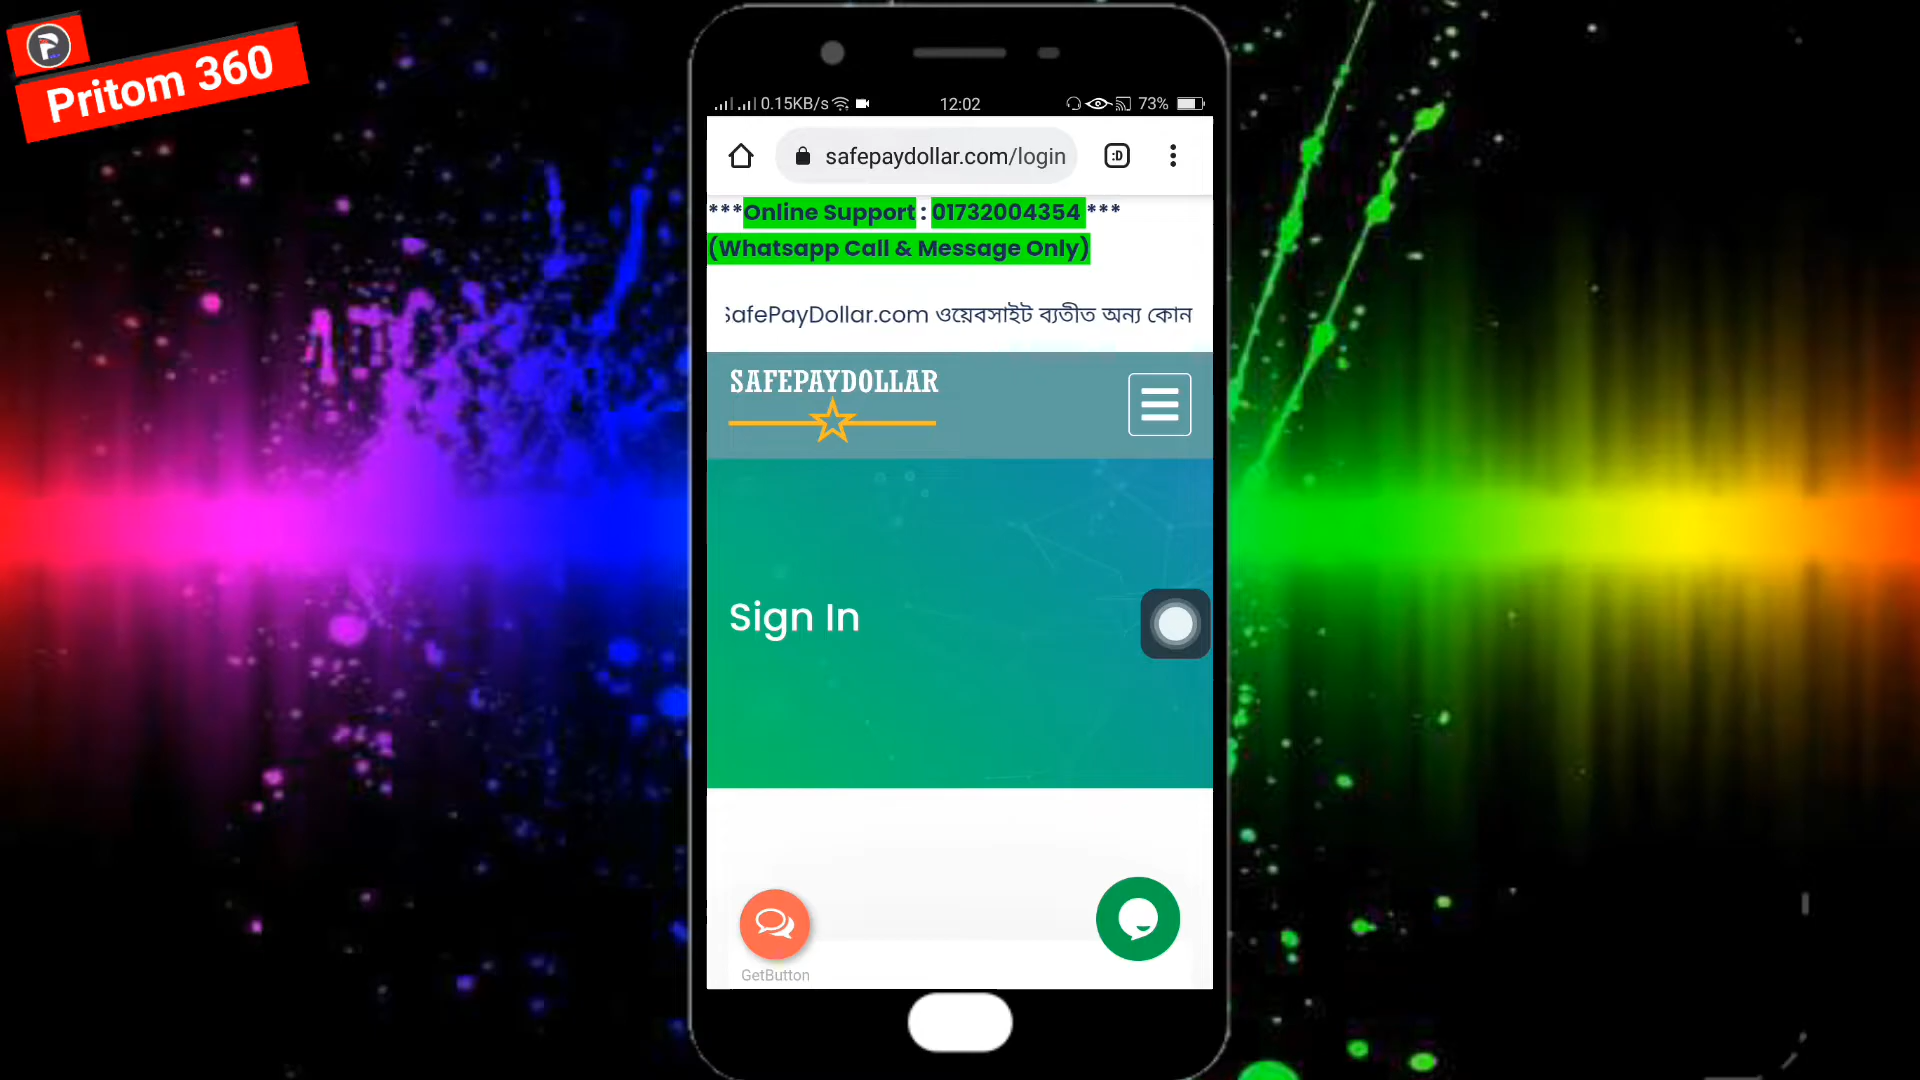 Pritom 360
0.15KB/s
12:02
73%
safepaydollar.com/login
:D
***Online Support : 01732004354 ***
(Whatsapp Call & Message Only)
SafePayDollar.com ওয়েবসাইট ব্যতীত অন্য কোন
SAFEPAYDOLLAR
Sign In
GetButton